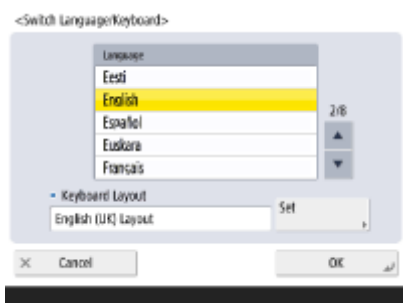 <Switch Language/Keyboard>
Language
Eesti
English
Español
Euskara
Français
2/8
Keyboard Layout
English (UK) Layout
Set
Cancel
OK